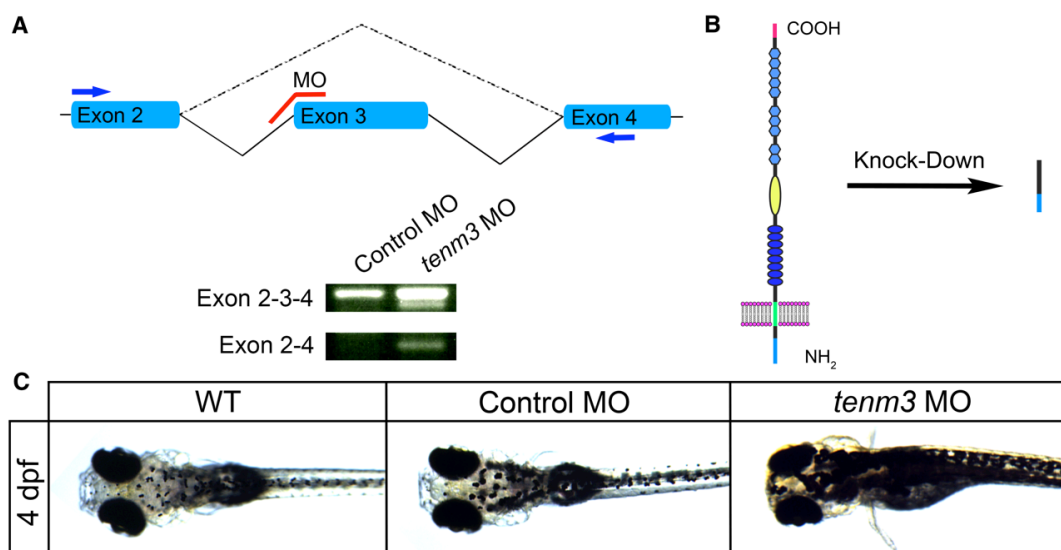 A
MO
Exon 2
Exon 3
Exon 4
Control MO
tenm3 MO
Exon 2-3-4
Exon 2-4
B
COOH
Knock-Down
NH2
C
WT
Control MO
tenm3 MO
4 dpf